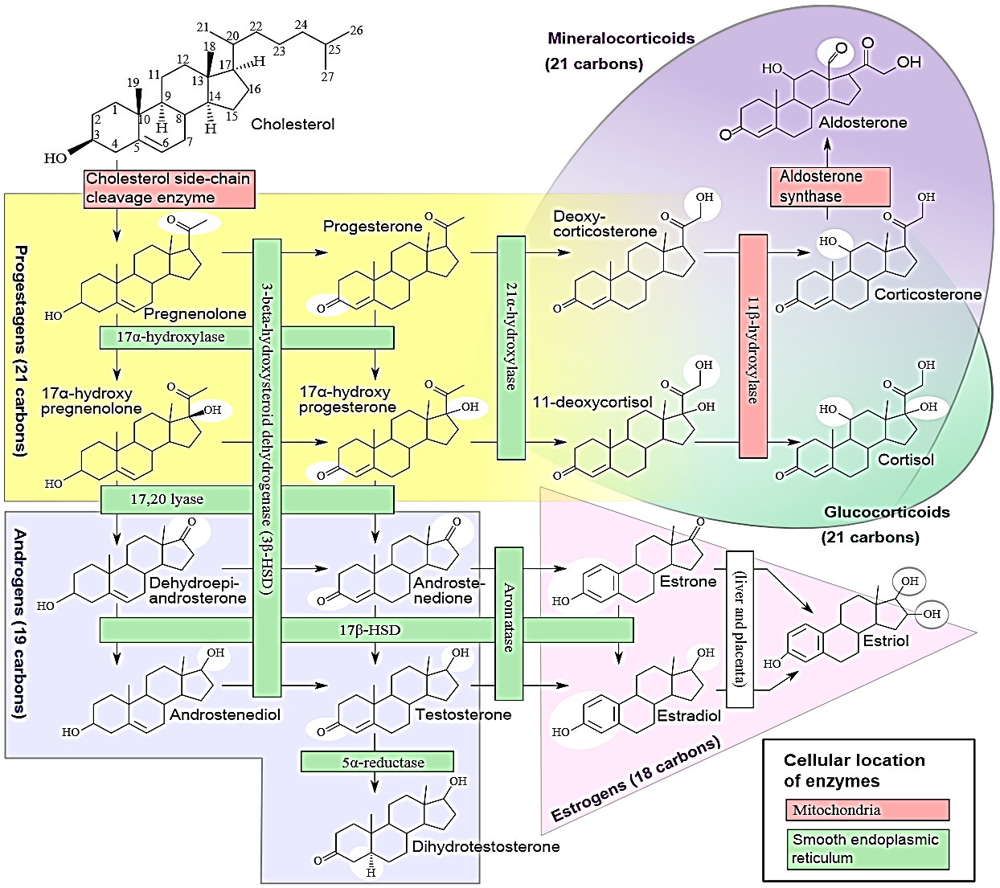 21
22
24
26
20
23
25
27
18
12
17
H
11
13
16
19
9
14
15
1
10
8
2
H
H
3
4
5
6
7
HO
Cholesterol
Cholesterol side-chain
cleavage enzyme
Mineralocorticoids
(21 carbons)
O
O
OH
HO
O
Aldosterone
Aldosterone
synthase
Progestagens (21 carbons)
O
HO
Pregnenolone
Progesterone
O
O
Deoxy-
corticosterone
OH
O
O
OH
O
HO
O
Corticosterone
3-beta-hydroxysteroid dehydrogenase (3β-HSD)
21α-hydroxylase
11β-hydroxylase
17α-hydroxylase
17α-hydroxy
pregnenolone
O
OH
HO
17α-hydroxy
progesterone
O
OH
O
11-deoxycortisol
OH
O
OH
O
OH
O
HO
OH
O
Cortisol
Glucocorticoids
(21 carbons)
17,20 lyase
Androgens (19 carbons)
O
HO
Dehydroepi-
androsterone
O
O
Androste-
nedione
Aromatase
O
HO
Estrone
(liver and placenta)
OH
OH
HO
Estriol
17β-HSD
OH
HO
Androstenediol
OH
O
Testosterone
OH
HO
Estradiol
Estrogens (18 carbons)
5α-reductase
OH
O
H
Dihydrotestosterone
Cellular location
of enzymes
Mitochondria
Smooth endoplasmic
reticulum